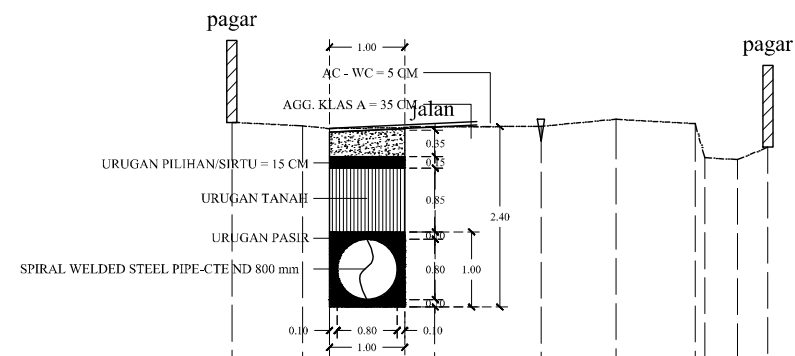 pagar
pagar
1.00
AC - WC = 5 CM
AGG. KLAS A = 35 CM
jalan
0.35
URUGAN PILIHAN/SIRTU = 15 CM
0.15
URUGAN TANAH
0.85
2.40
URUGAN PASIR
0.10
SPIRAL WELDED STEEL PIPE-CTE ND 800 mm
0.80
1.00
0.10
0.10
0.80
0.10
1.00